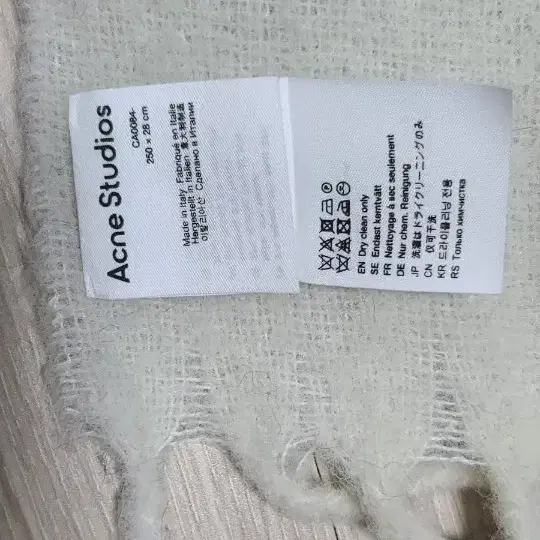 Acne Studios
CA0084-
250 x 28 cm
Made in Italy. Fabriqué en Italie
Hergestellt in Italien. 意大利制造
이탈리아산. Сделано в Италии
EN Dry clean only
SE Endast kemtvätt
FR Nettoyage à sec seulement
DE Nur chem. Reinigung
JP 洗濯はドライクリーニングのみ
CN 仅可干洗
KR 드라이클리닝 전용
RS Только химчистка